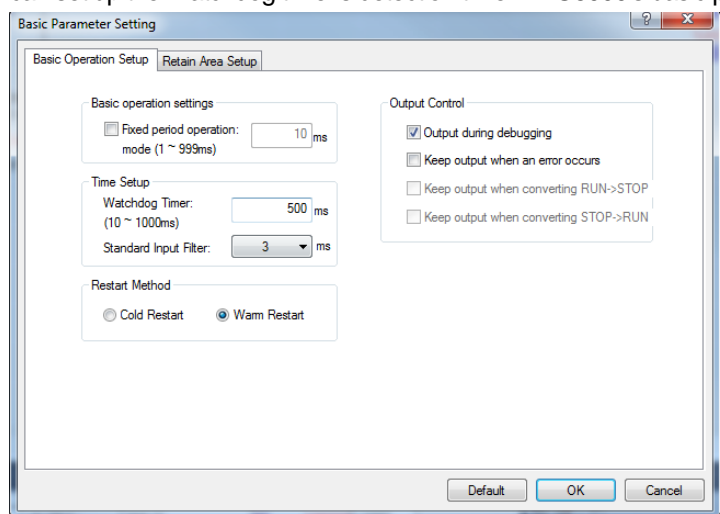 Basic Parameter Setting
Basic Operation Setup
Retain Area Setup
Basic operation settings
Fixed period operation:
mode (1 ~ 999ms)
10 ms
Time Setup
Watchdog Timer:
(10 ~ 1000ms)
500 ms
Standard Input Filter:
3 ms
Restart Method
Cold Restart
Warm Restart
Output Control
Output during debugging
Keep output when an error occurs
Keep output when converting RUN->STOP
Keep output when converting STOP->RUN
Default
OK
Cancel